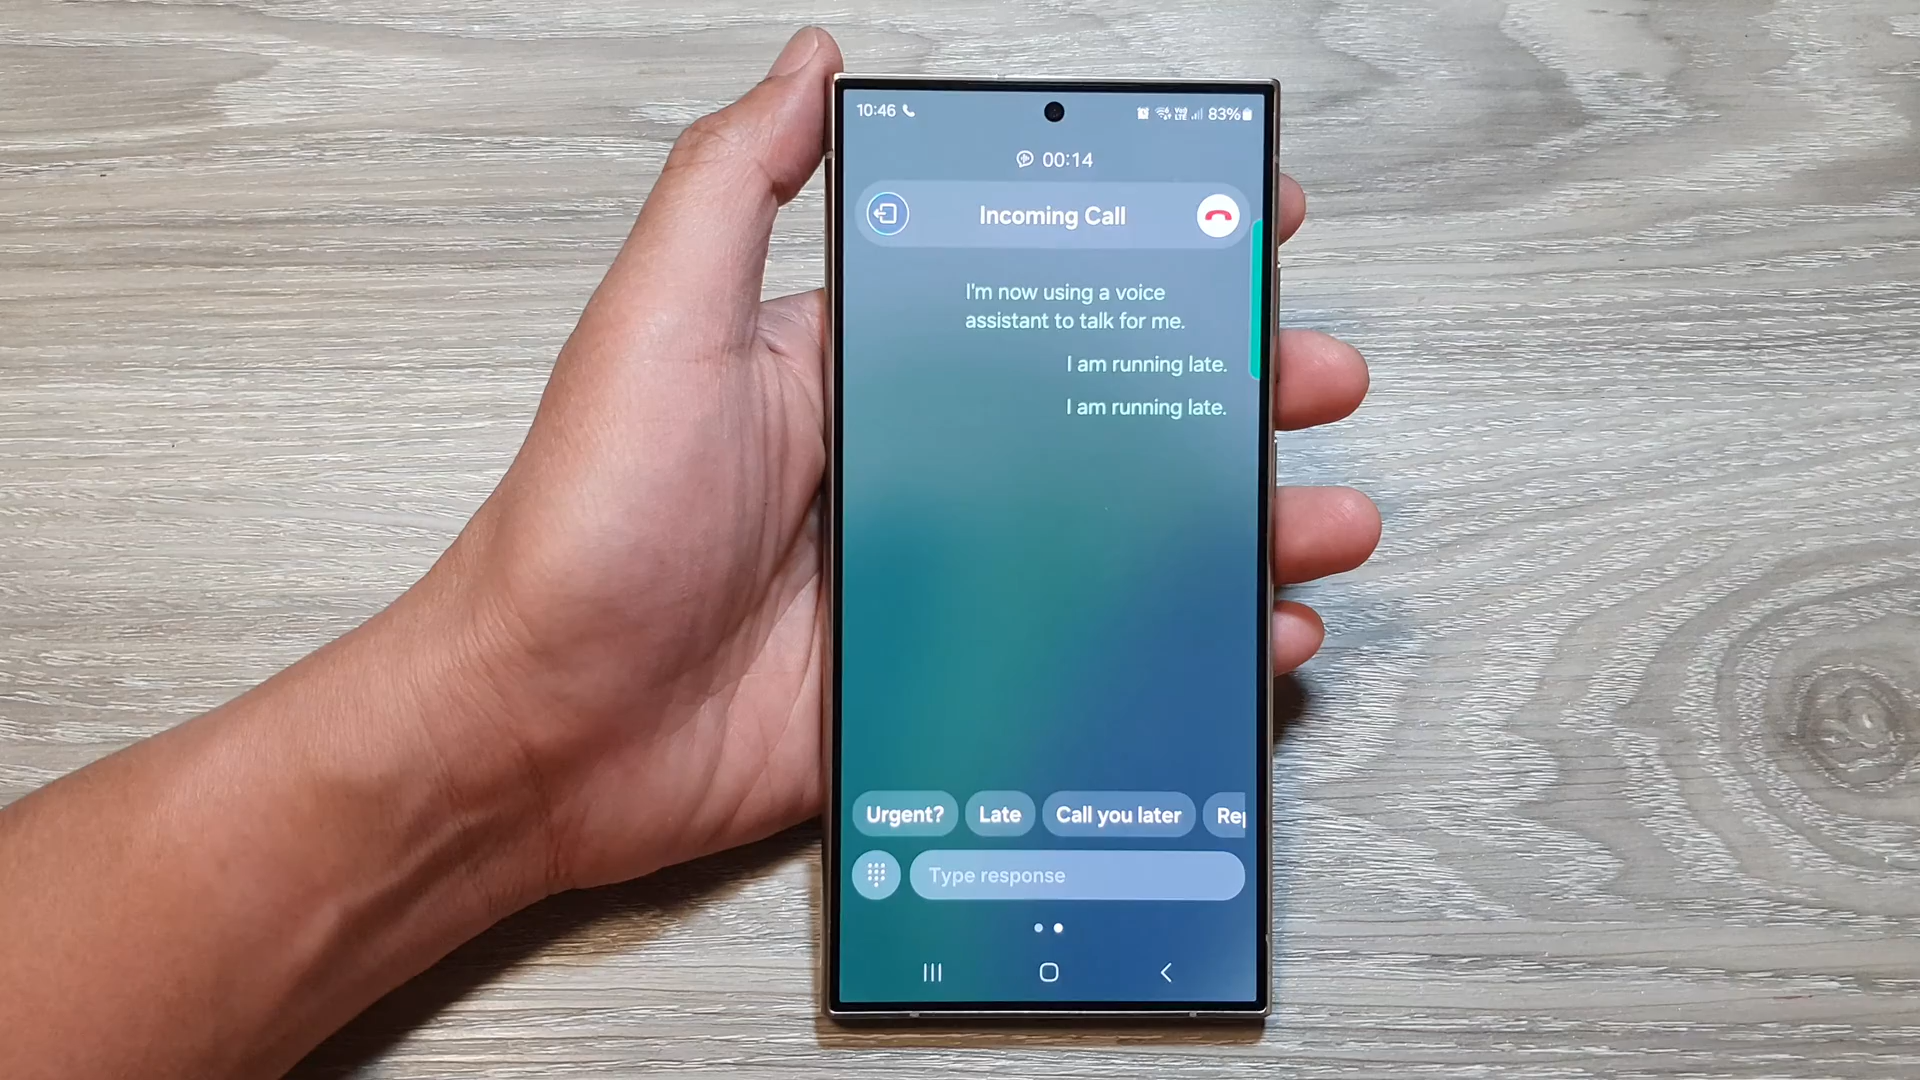 10:46
83%
00:14
Incoming Call
I'm now using a voice
assistant to talk for me.
I am running late.
I am running late.
Urgent?
Late
Call you later
Type response